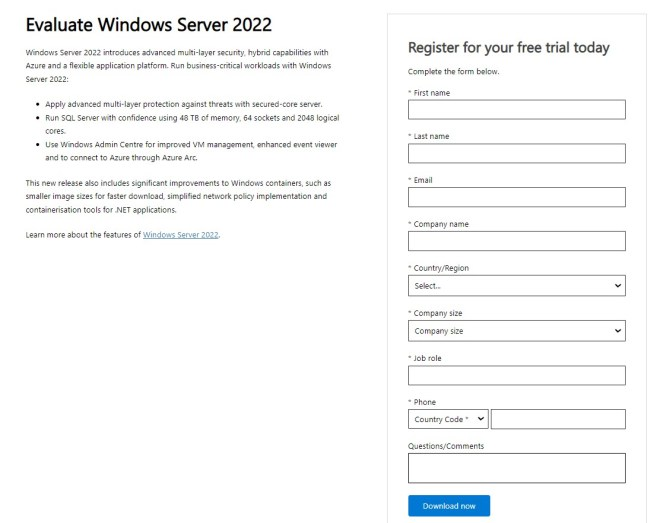 Evaluate Windows Server 2022
Windows Server 2022 introduces advanced multi-layer security, hybrid capabilities with
Azure and a flexible application platform. Run business-critical workloads with Windows
Server 2022:
• Apply advanced multi-layer protection against threats with secured-core server.
• Run SQL Server with confidence using 48 TB of memory, 64 sockets and 2048 logical
cores.
• Use Windows Admin Centre for improved VM management, enhanced event viewer
and to connect to Azure through Azure Arc.
This new release also includes significant improvements to Windows containers, such as
smaller image sizes for faster download, simplified network policy implementation and
containerisation tools for .NET applications.
Learn more about the features of Windows Server 2022.
Register for your free trial today
Complete the form below.
* First name
* Last name
* Email
* Company name
* Country/Region
Select...
* Company size
Company size
* Job role
* Phone
Country Code *
Questions/Comments
Download now